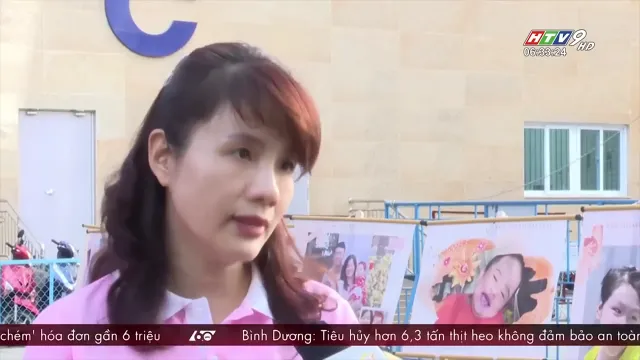 C
HTV9 HD
06:33:24
chém' hóa đơn gần 6 triệu Bình Dương: Tiêu hủy hơn 6,3 tấn thịt heo không đảm bảo an toà